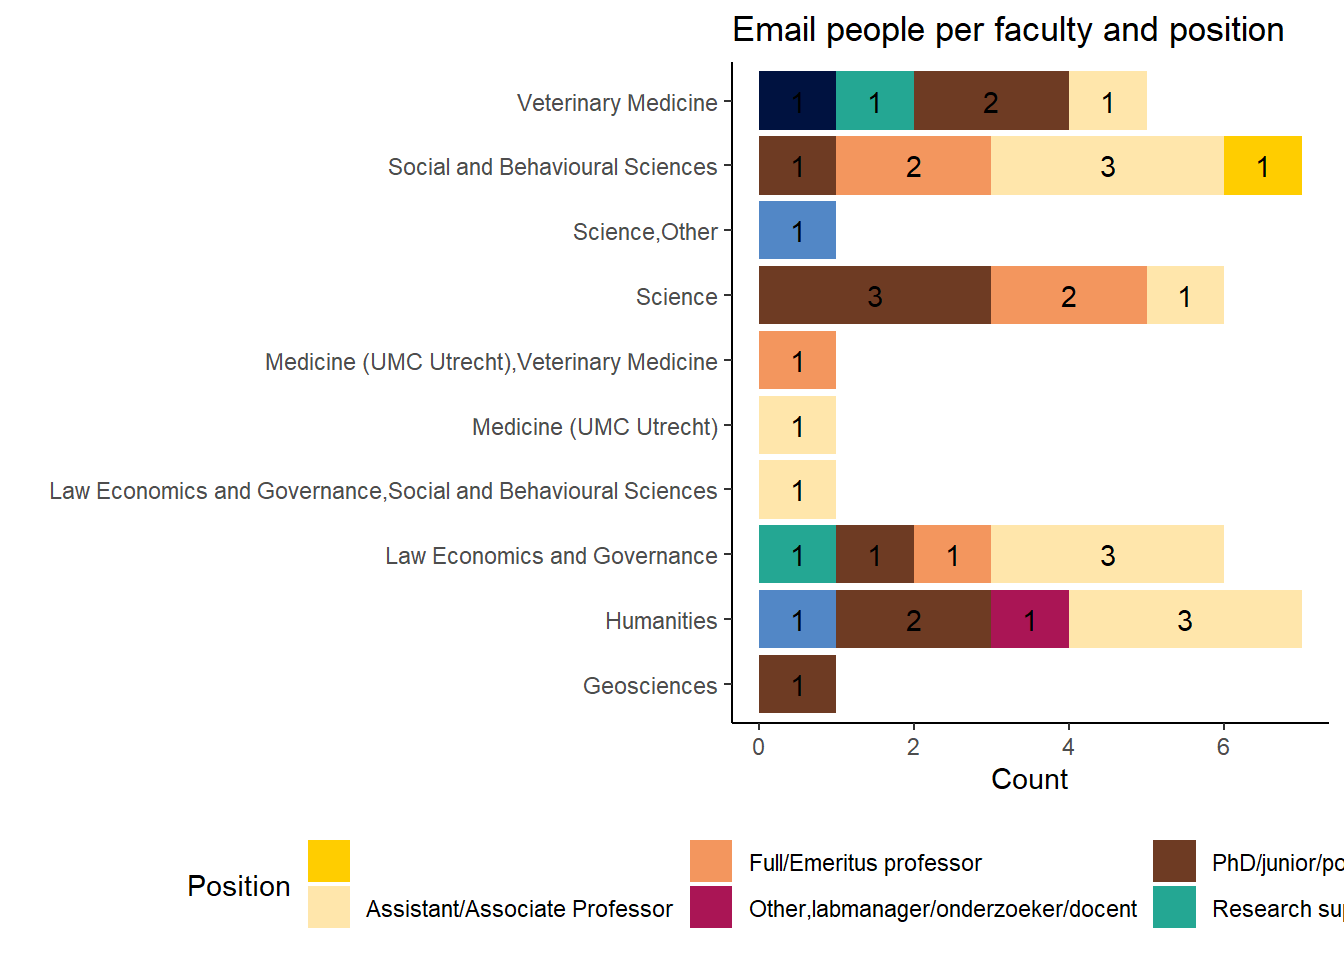 Email people per faculty and position
Veterinary Medicine 1 1 2 1
Social and Behavioural Sciences 1 2 3 1
Science,Other 1
Science 3 2 1
Medicine (UMC Utrecht),Veterinary Medicine 1
Medicine (UMC Utrecht) 1
Law Economics and Governance,Social and Behavioural Sciences 1
Law Economics and Governance 1 1 1 3
Humanities 1 2 1 3
Geosciences 1
0 2 4 6
Count
Position
Full/Emeritus professor
PhD/junior/po
Assistant/Associate Professor
Other,labmanager/onderzoeker/docent
Research su